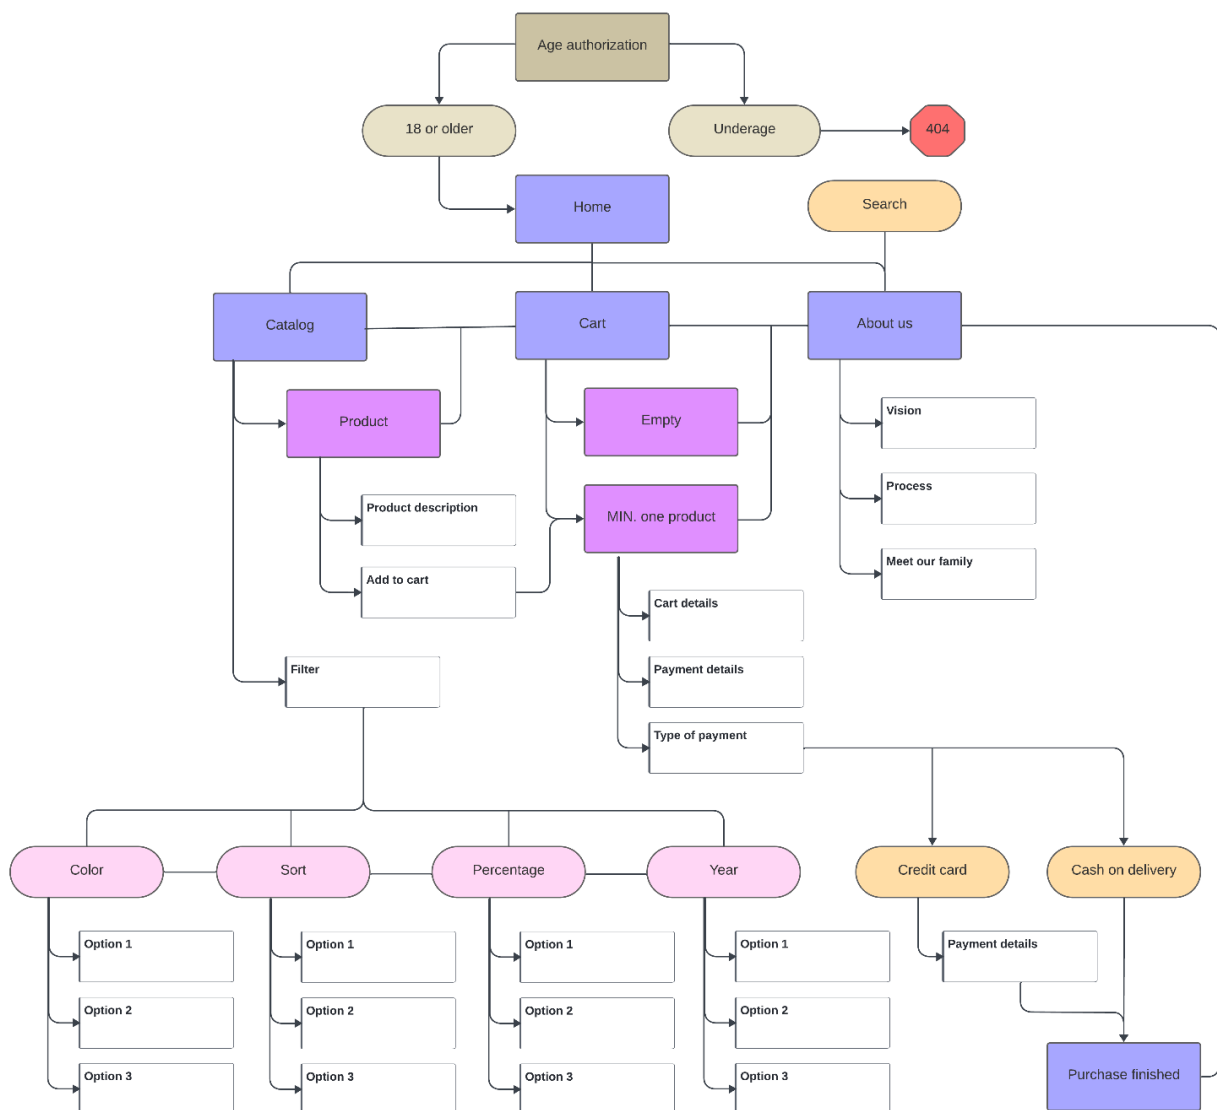 Age authorization
18 or older
Underage
404
Home
Search
Catalog
Cart
About us
Product
Empty
Vision
Product description
MIN. one product
Process
Add to cart
Meet our family
Cart details
Filter
Payment details
Type of payment
Color
Sort
Percentage
Year
Credit card
Cash on delivery
Option 1
Option 1
Option 1
Option 1
Payment details
Option 2
Option 2
Option 2
Option 2
Option 3
Option 3
Option 3
Option 3
Purchase finished